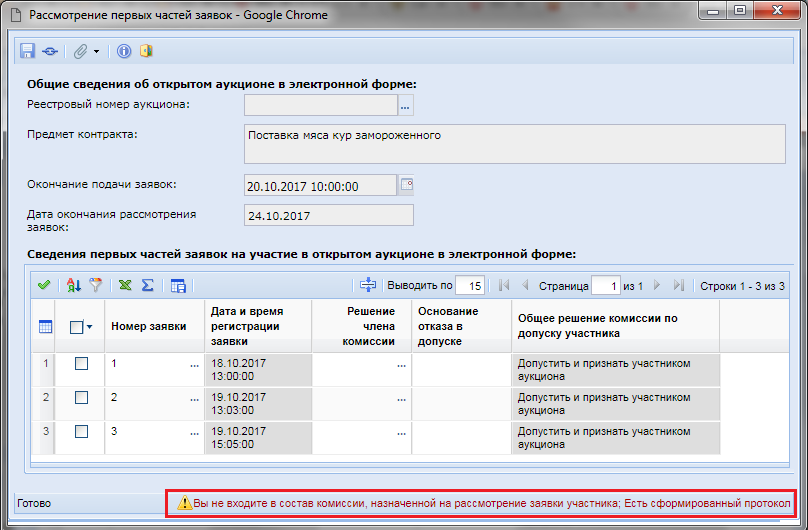 Рассмотрение первых частей заявок - Google Chrome
Общие сведения об открытом аукционе в электронной форме:
Реестровый номер аукциона: ...
Предмет контракта: Поставка мяса кур замороженного
Окончание подачи заявок: 20.10.2017 10:00:00
Дата окончания рассмотрения заявок: 24.10.2017
Сведения первых частей заявок на участие в открытом аукционе в электронной форме:
Выводить по 15 Страница 1 из 1 Строки 1 - 3 из 3
Номер заявки Дата и время регистрации заявки Решение члена комиссии Основание отказа в допуске Общее решение комиссии по допуску участника
1 1 ... 18.10.2017 13:00:00 ... Допустить и признать участником аукциона
2 2 ... 19.10.2017 13:03:00 ... Допустить и признать участником аукциона
3 3 ... 19.10.2017 15:05:00 ... Допустить и признать участником аукциона
Готово Вы не входите в состав комиссии, назначенной на рассмотрение заявки участника; Есть сформированный протокол